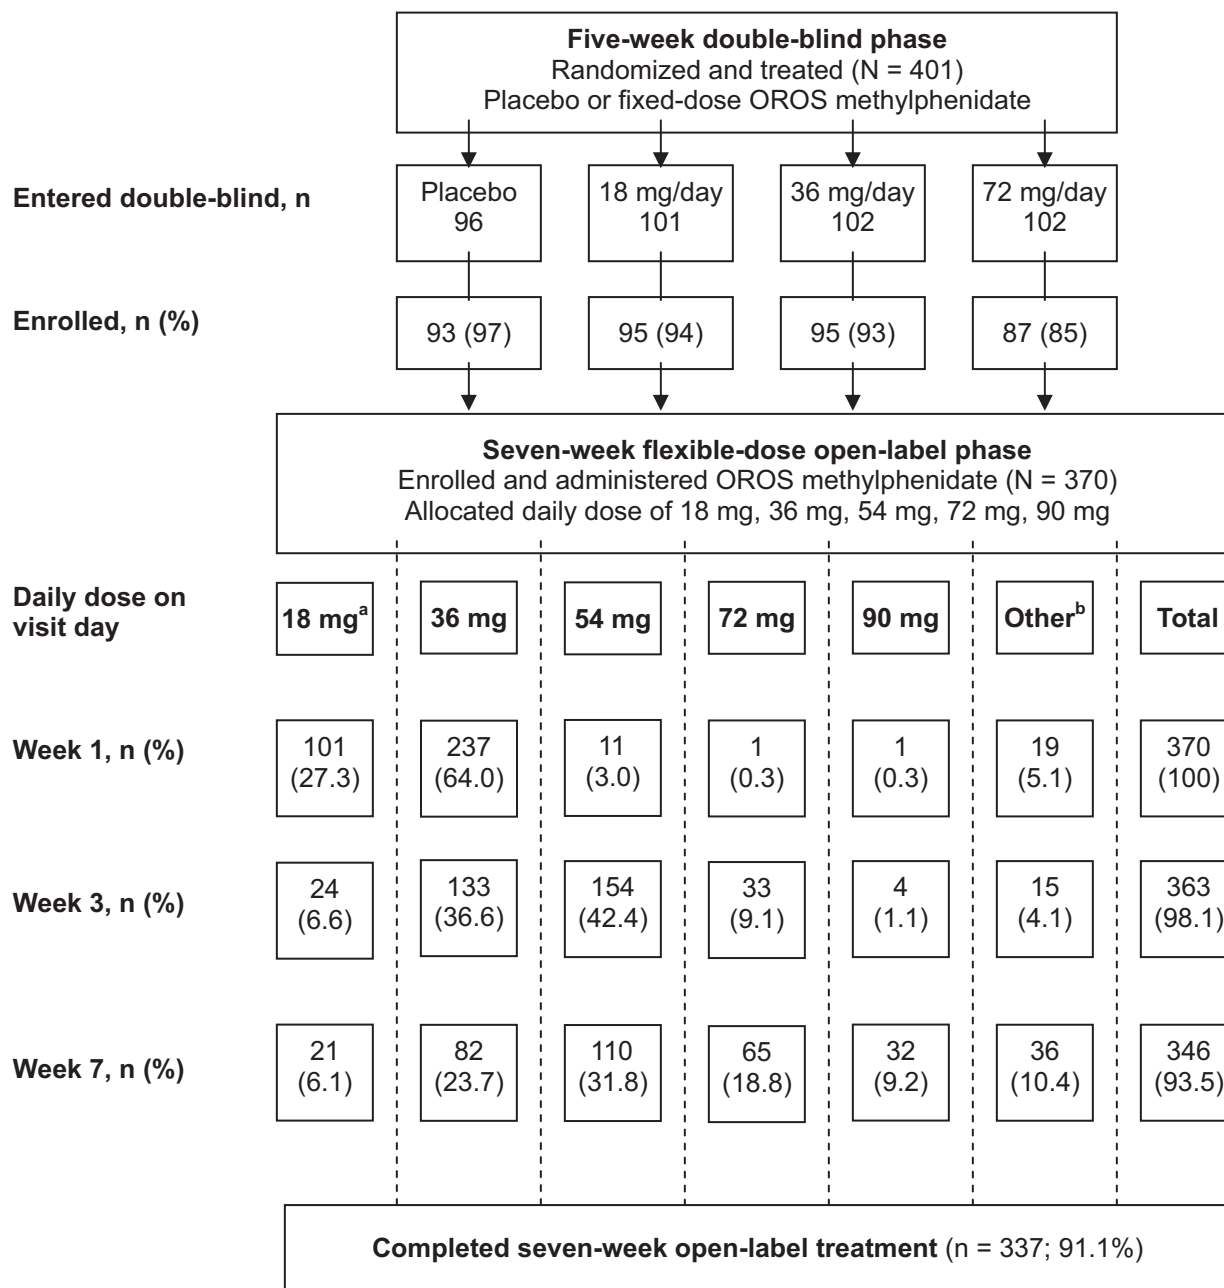 Five-week double-blind phase
Randomized and treated (N = 401)
Placebo or fixed-dose OROS methylphenidate
Entered double-blind, n
Placebo
96
18 mg/day
101
36 mg/day
102
72 mg/day
102
Enrolled, n (%)
93 (97)
95 (94)
95 (93)
87 (85)
Seven-week flexible-dose open-label phase
Enrolled and administered OROS methylphenidate (N = 370)
Allocated daily dose of 18 mg, 36 mg, 54 mg, 72 mg, 90 mg
Daily dose on
visit day
18 mgᵃ
36 mg
54 mg
72 mg
90 mg
Otherᵇ
Total
Week 1, n (%)
101
(27.3)
237
(64.0)
11
(3.0)
1
(0.3)
1
(0.3)
19
(5.1)
370
(100)
Week 3, n (%)
24
(6.6)
133
(36.6)
154
(42.4)
33
(9.1)
4
(1.1)
15
(4.1)
363
(98.1)
Week 7, n (%)
21
(6.1)
82
(23.7)
110
(31.8)
65
(18.8)
32
(9.2)
36
(10.4)
346
(93.5)
Completed seven-week open-label treatment (n = 337; 91.1%)